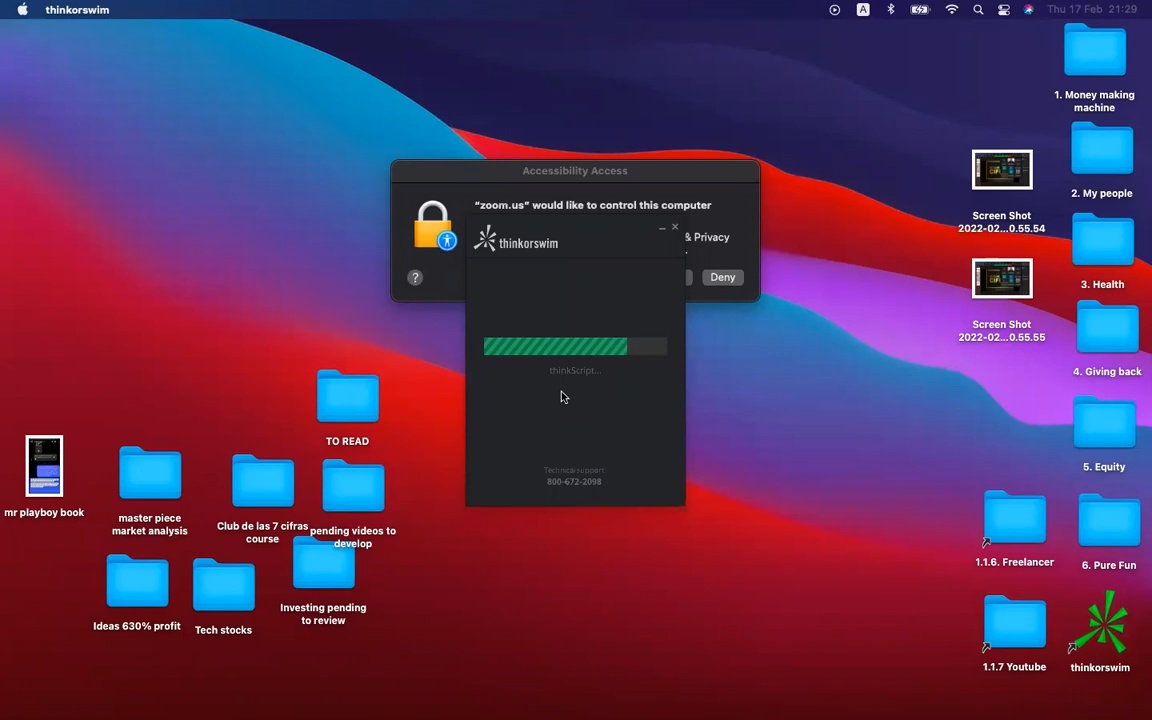 thinkorswim
A
Thu 17 Feb 21:29
1. Money making
machine
2. My people
Screen Shot
2022-02...0.55.54
3. Health
Screen Shot
2022-02...0.55.55
4. Giving back
5. Equity
1.1.6. Freelancer
6. Pure Fun
1.1.7 Youtube
thinkorswim
Accessibility Access
“zoom.us” would like to control this computer
& Privacy
?
Deny
thinkorswim
thinkScript...
Technical support:
800-672-2098
TO READ
mr playboy book
master piece
market analysis
Club de las 7 cifras
course
pending videos to
develop
Ideas 630% profit
Tech stocks
Investing pending
to review